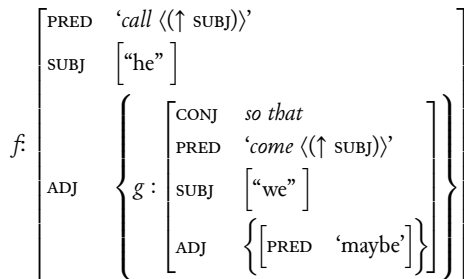 PRED ‘call ⟨(↑ SUBJ)⟩’
SUBJ [“he” ]
f:
ADJ { g : [
CONJ so that
PRED ‘come ⟨(↑ SUBJ)⟩’
SUBJ [“we” ]
ADJ {[PRED ‘maybe’]}
]}